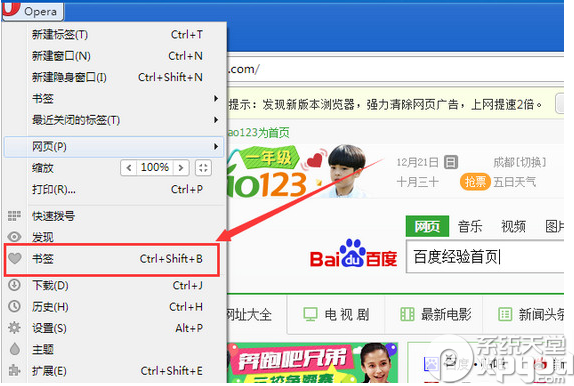 Opera
新建标签(T) Ctrl+T
新建窗口(N) Ctrl+N
新建隐身窗口(I) Ctrl+Shift+N
书签
最近关闭的标签(T)
网页(P)
缩放 100%
打印(R)... Ctrl+P
快速拨号
发现
书签 Ctrl+Shift+B
下载(D) Ctrl+J
历史(H) Ctrl+H
设置(S) Alt+P
主题
扩展(E) Ctrl+Shift+E
.com/
提示：发现新版本浏览器，强力清除网页广告，上网提速2倍。
ao123为首页
一年级
o123
12月21日 日 成都[切换]
十月三十 抢票 五日天气
网页 音乐 视频 图片
Bai du 百度
百度经验首页
网址大全 电视剧 最新电影 新闻头条
奔跑吧兄弟
百度
系统天堂